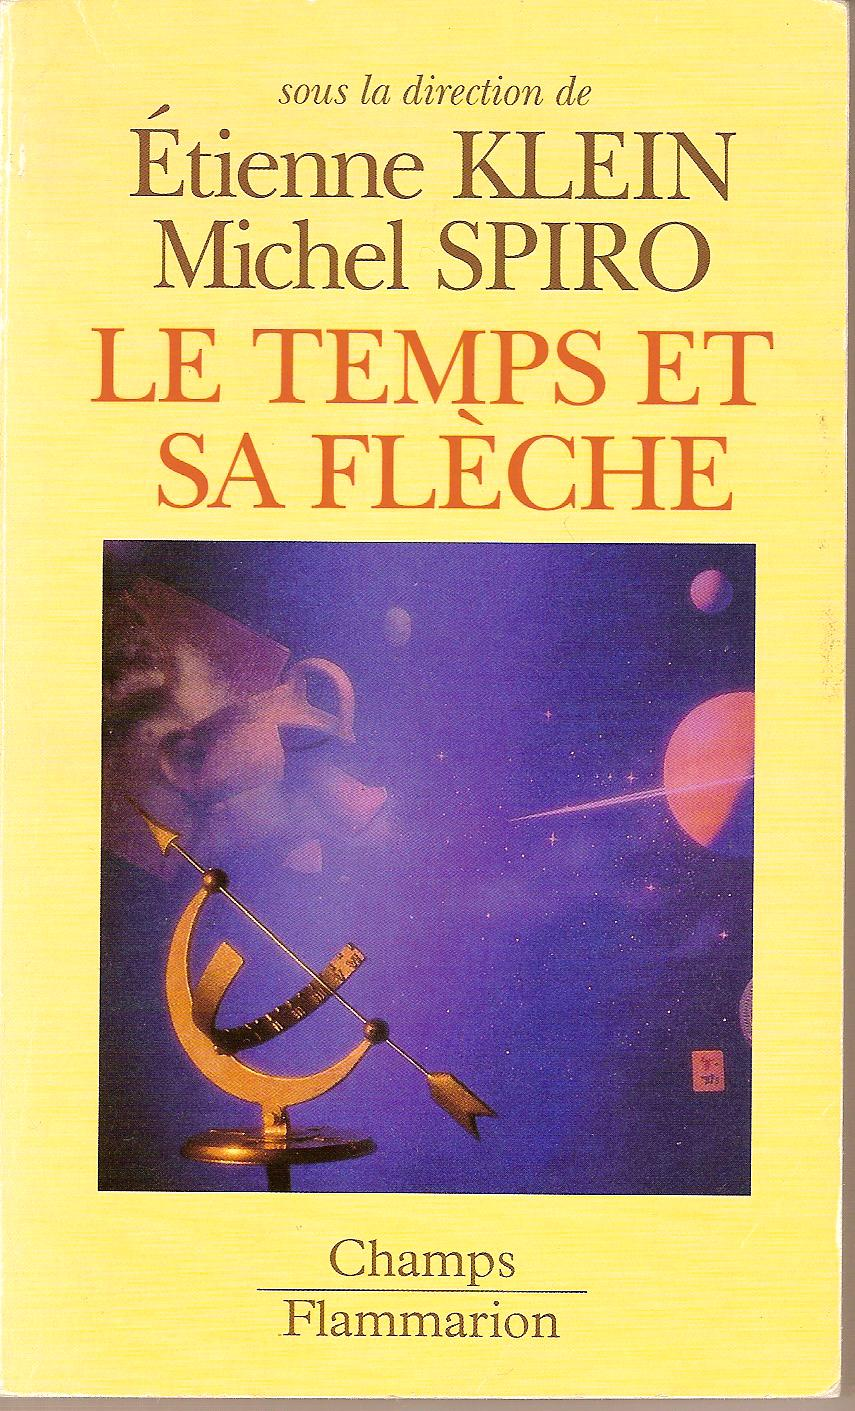 sous la direction de
Étienne KLEIN
Michel SPIRO
LE TEMPS ET
SA FLÈCHE
Champs
Flammarion